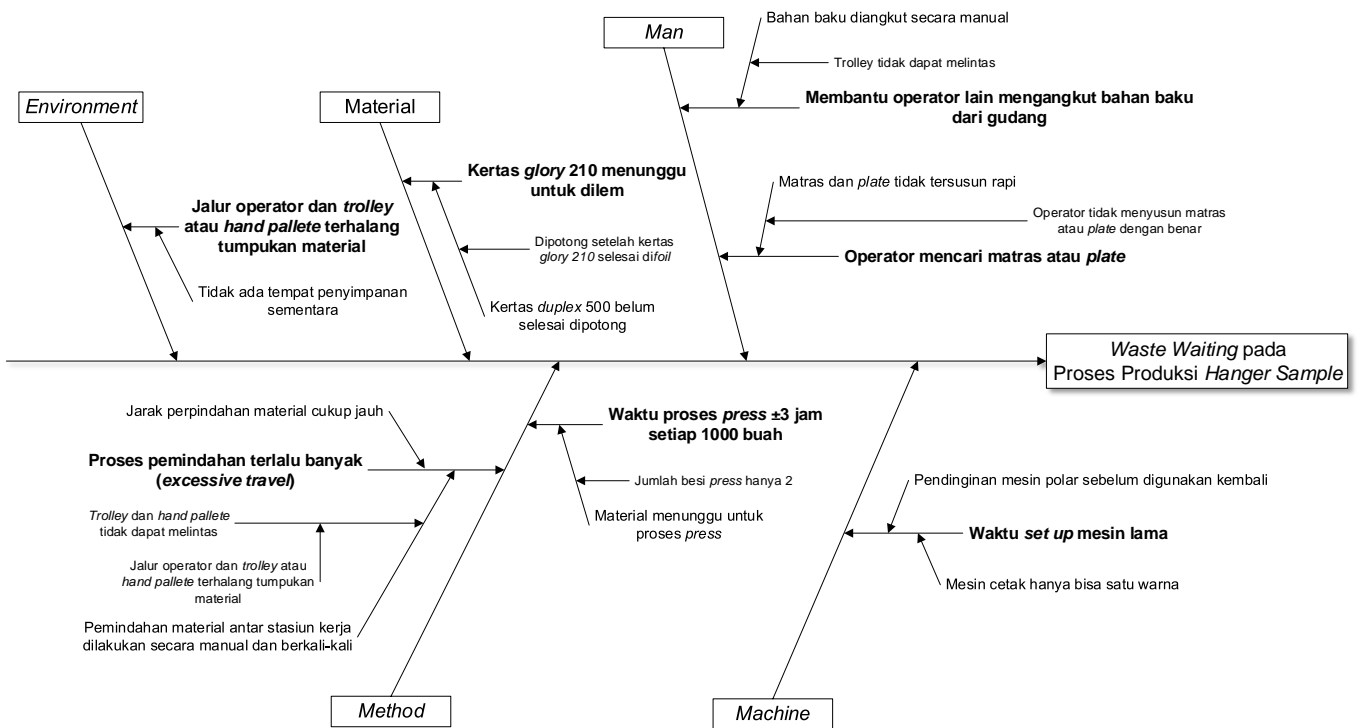 Man
Bahan baku diangkut secara manual
Trolley tidak dapat melintas
Membantu operator lain mengangkut bahan baku
dari gudang
Matras dan plate tidak tersusun rapi
Operator tidak menyusun matras
atau plate dengan benar
Operator mencari matras atau plate
Environment
Jalur operator dan trolley
atau hand pallete terhalang
tumpukan material
Tidak ada tempat penyimpanan
sementara
Material
Kertas glory 210 menunggu
untuk dilem
Dipotong setelah kertas
glory 210 selesai difoil
Kertas duplex 500 belum
selesai dipotong
Waste Waiting pada
Proses Produksi Hanger Sample
Jarak perpindahan material cukup jauh
Proses pemindahan terlalu banyak
(excessive travel)
Trolley dan hand pallete
tidak dapat melintas
Jalur operator dan trolley atau
hand pallete terhalang tumpukan
material
Pemindahan material antar stasiun kerja
dilakukan secara manual dan berkali-kali
Waktu proses press ±3 jam
setiap 1000 buah
Jumlah besi press hanya 2
Material menunggu untuk
proses press
Method
Pendinginan mesin polar sebelum digunakan kembali
Waktu set up mesin lama
Mesin cetak hanya bisa satu warna
Machine